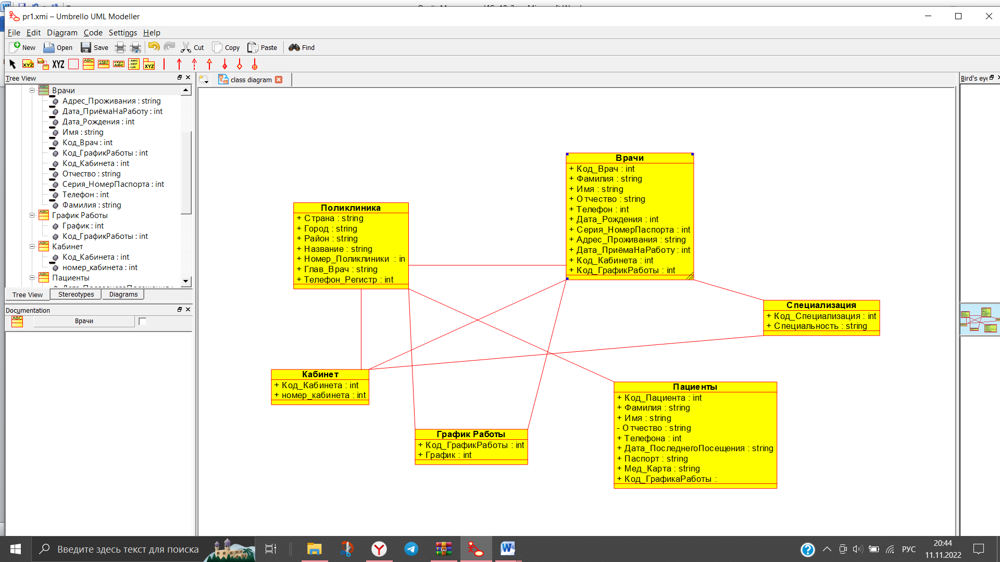 pr1.xmi – Umbrello UML Modeller
File Edit Diagram Code Settings Help
New Open Save Cut Copy Paste Find
XYZ
Tree View
Врачи
Адрес_Проживания : string
Дата_ПриёмаНаРаботу : int
Дата_Рождения : int
Имя : string
Код_Врач : int
Код_ГрафикРаботы : int
Код_Кабинета : int
Отчество : string
Серия_НомерПаспорта : int
Телефон : int
Фамилия : string
График Работы
График : int
Код_ГрафикРаботы : int
Кабинет
Код_Кабинета : int
номер_кабинета : int
Пациенты
Tree View Stereotypes Diagrams
Documentation
Врачи
class diagram
Bird's eye
Врачи
+ Код_Врач : int
+ Фамилия : string
+ Имя : string
+ Отчество : string
+ Телефон : int
+ Дата_Рождения : int
+ Серия_НомерПаспорта : int
+ Адрес_Проживания : string
+ Дата_ПриёмаНаРаботу : int
+ Код_Кабинета : int
+ Код_ГрафикРаботы : int
Поликлиника
+ Страна : string
+ Город : string
+ Район : string
+ Название : string
+ Номер_Поликлиники : in
+ Глав_Врач : string
+ Телефон_Регистр : int
Специализация
+ Код_Специализация : int
+ Специальность : string
Кабинет
+ Код_Кабинета : int
+ номер_кабинета : int
График Работы
+ Код_ГрафикРаботы : int
+ График : int
Пациенты
+ Код_Пациента : int
+ Фамилия : string
+ Имя : string
- Отчество : string
+ Телефона : int
+ Дата_ПоследнегоПосещения : string
+ Паспорт : string
+ Мед_Карта : string
+ Код_ГрафикаРаботы :
Введите здесь текст для поиска
РУС
20:44
11.11.2022